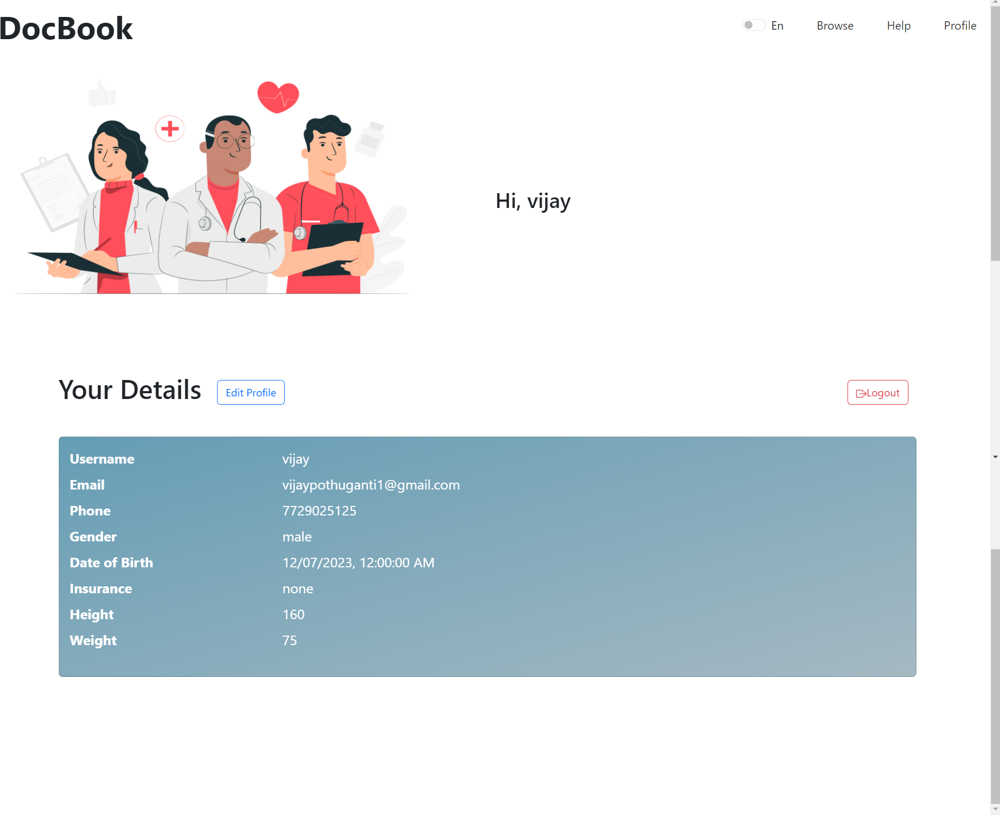 DocBook
En Browse Help Profile
Hi, vijay
Your Details Edit Profile Logout
Username vijay
Email vijaypothuganti1@gmail.com
Phone 7729025125
Gender male
Date of Birth 12/07/2023, 12:00:00 AM
Insurance none
Height 160
Weight 75